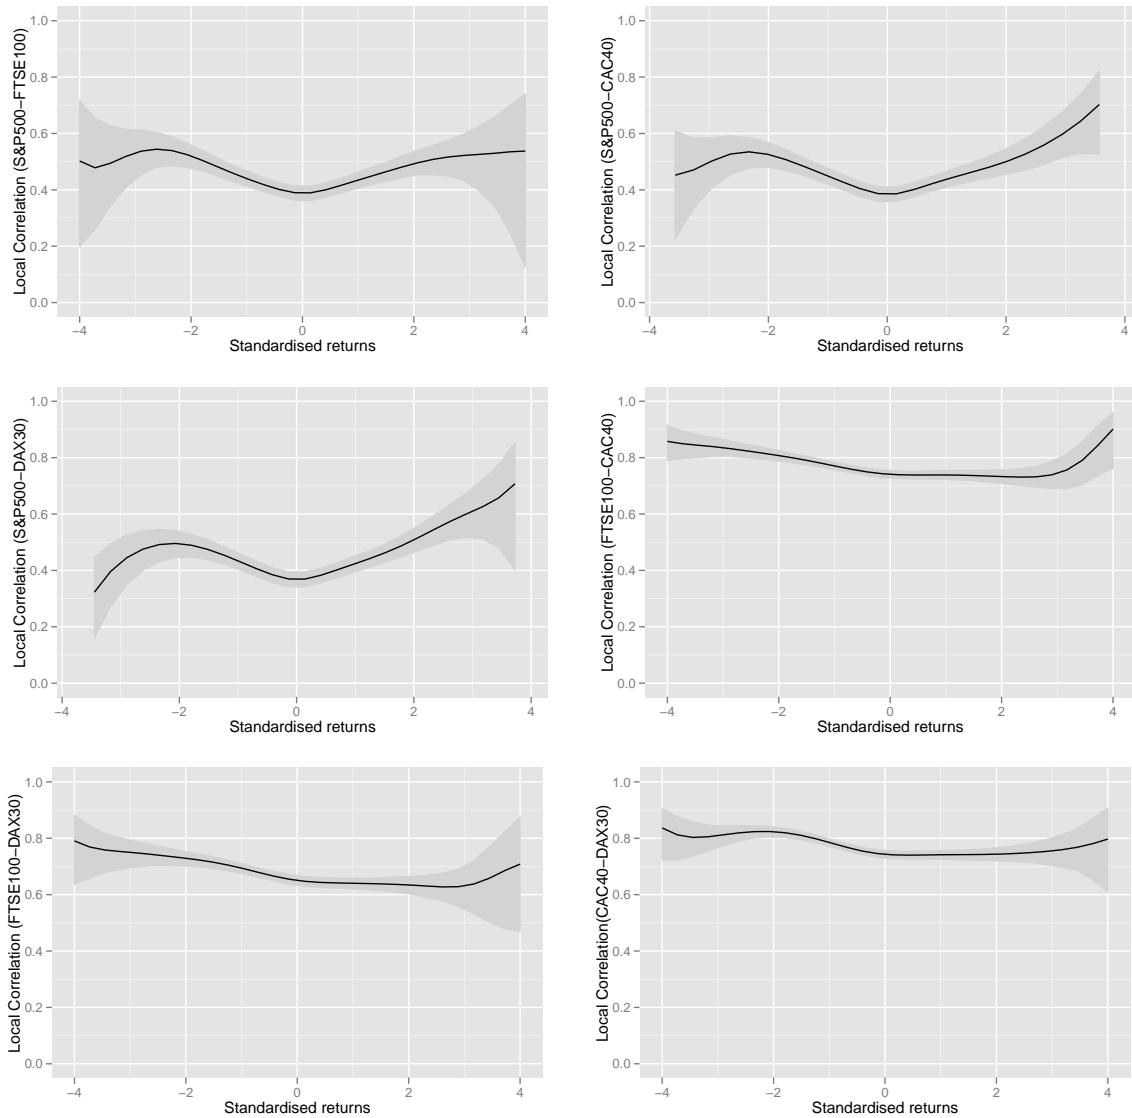 Local Correlation (S&P500−FTSE100)
1.0
0.8
0.6
0.4
0.2
0.0
−4 −2 0 2 4
Standardised returns
Local Correlation (S&P500−CAC40)
1.0
0.8
0.6
0.4
0.2
0.0
−4 −2 0 2 4
Standardised returns
Local Correlation (S&P500−DAX30)
1.0
0.8
0.6
0.4
0.2
0.0
−4 −2 0 2 4
Standardised returns
Local Correlation (FTSE100−CAC40)
1.0
0.8
0.6
0.4
0.2
0.0
−4 −2 0 2 4
Standardised returns
Local Correlation (FTSE100−DAX30)
1.0
0.8
0.6
0.4
0.2
0.0
−4 −2 0 2 4
Standardised returns
Local Correlation(CAC40−DAX30)
1.0
0.8
0.6
0.4
0.2
0.0
−4 −2 0 2 4
Standardised returns